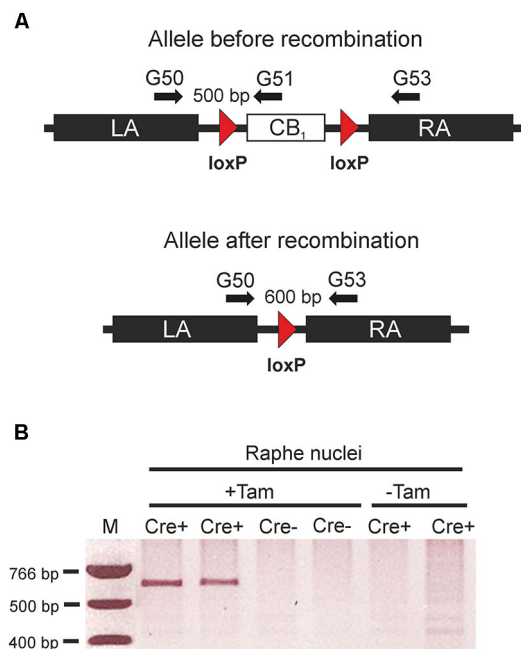 A
Allele before recombination
G50 500 bp G51 G53
LA CB1 RA
loxP loxP
Allele after recombination
G50 600 bp G53
LA RA
loxP
B
Raphe nuclei
+Tam -Tam
M Cre+ Cre+ Cre- Cre- Cre+ Cre+
766 bp
500 bp
400 bp